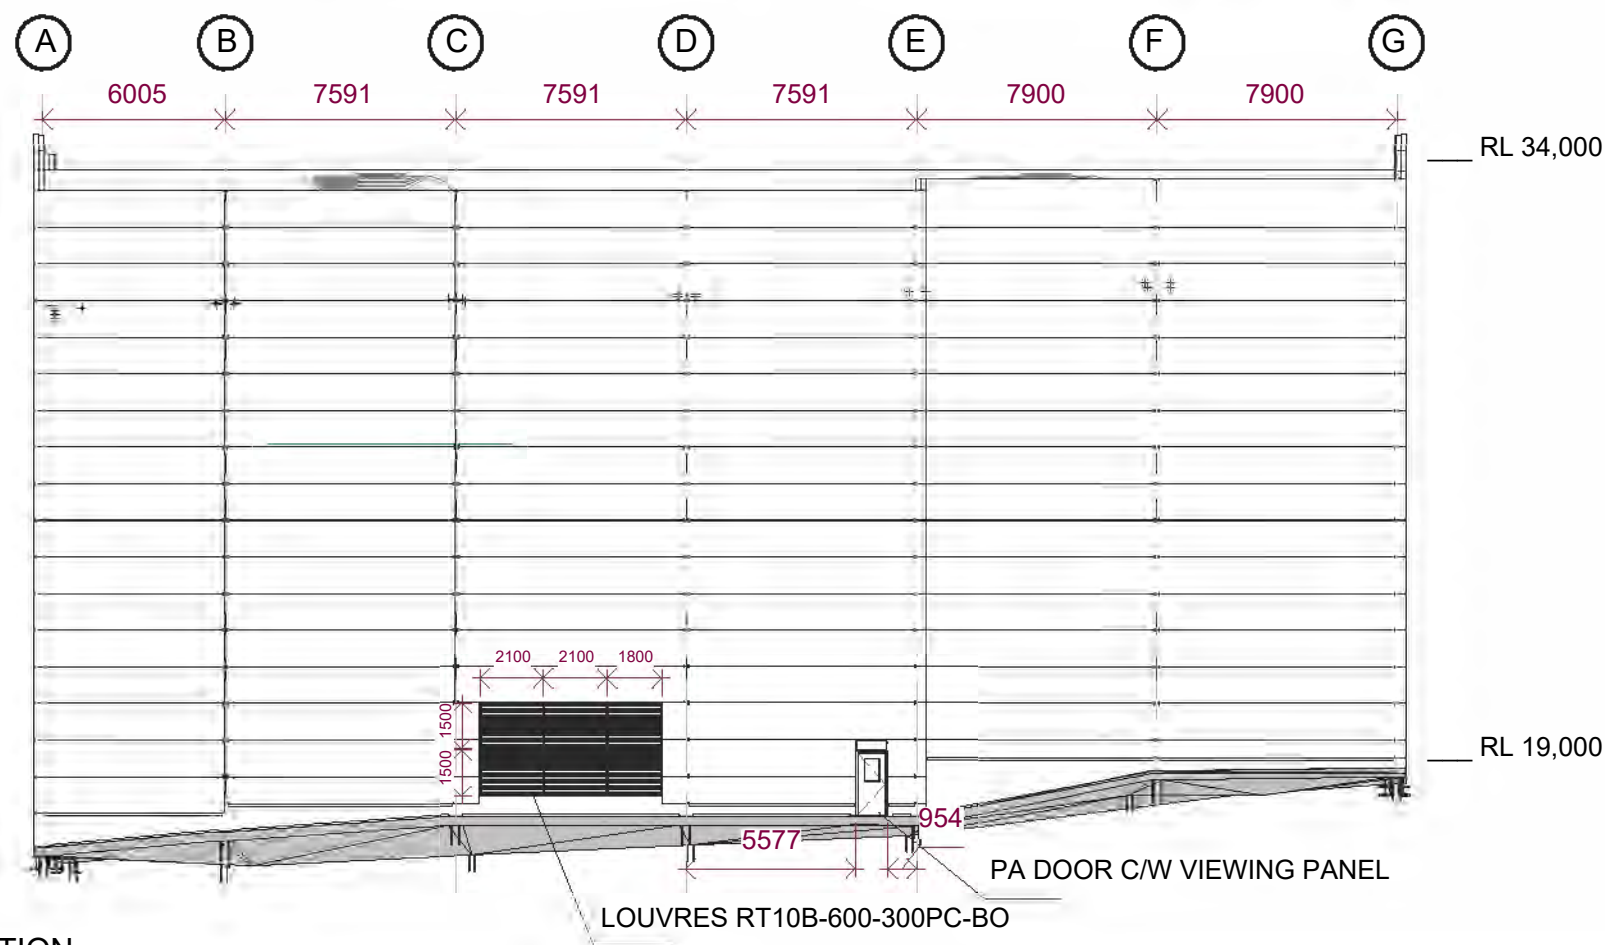 A B C D E F G
6005 7591 7591 7591 7900 7900
RL 34,000
2100 2100 1800
1500
1500
RL 19,000
954
5577
PA DOOR C/W VIEWING PANEL
LOUVRES RT10B-600-300PC-BO